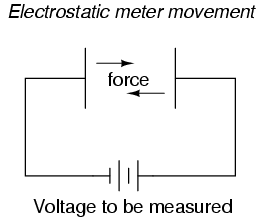 Electrostatic meter movement
force
Voltage to be measured